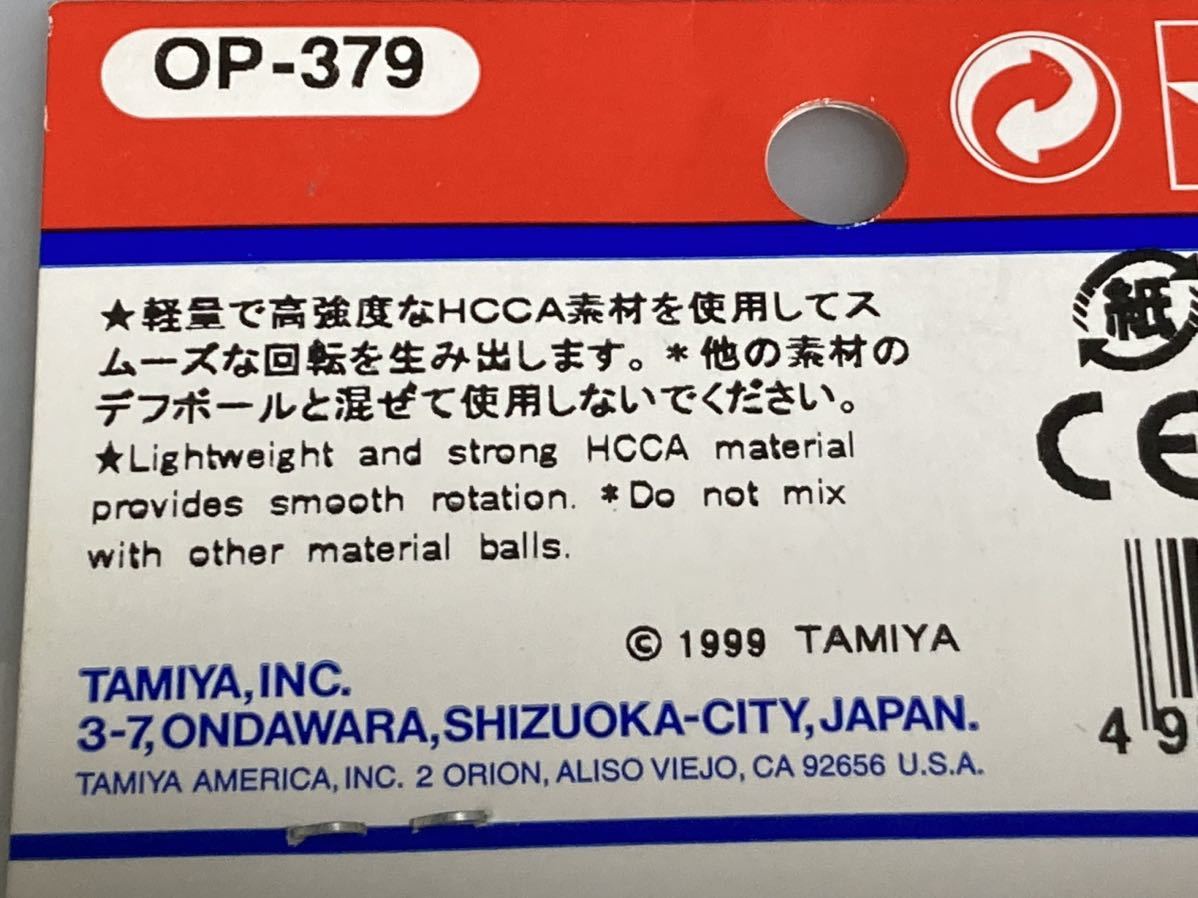 OP-379
★軽量で高強度なHCCA素材を使用してス
ムーズな回転を生み出します。*他の素材の
デフボールと混ぜて使用しないでください。
★Lightweight and strong HCCA material
provides smooth rotation. *Do not mix
with other material balls.
紙
CE
© 1999 TAMIYA
TAMIYA,INC.
3-7,ONDAWARA,SHIZUOKA-CITY,JAPAN.
TAMIYA AMERICA,INC. 2 ORION,ALISO VIEJO,CA 92656 U.S.A.
49